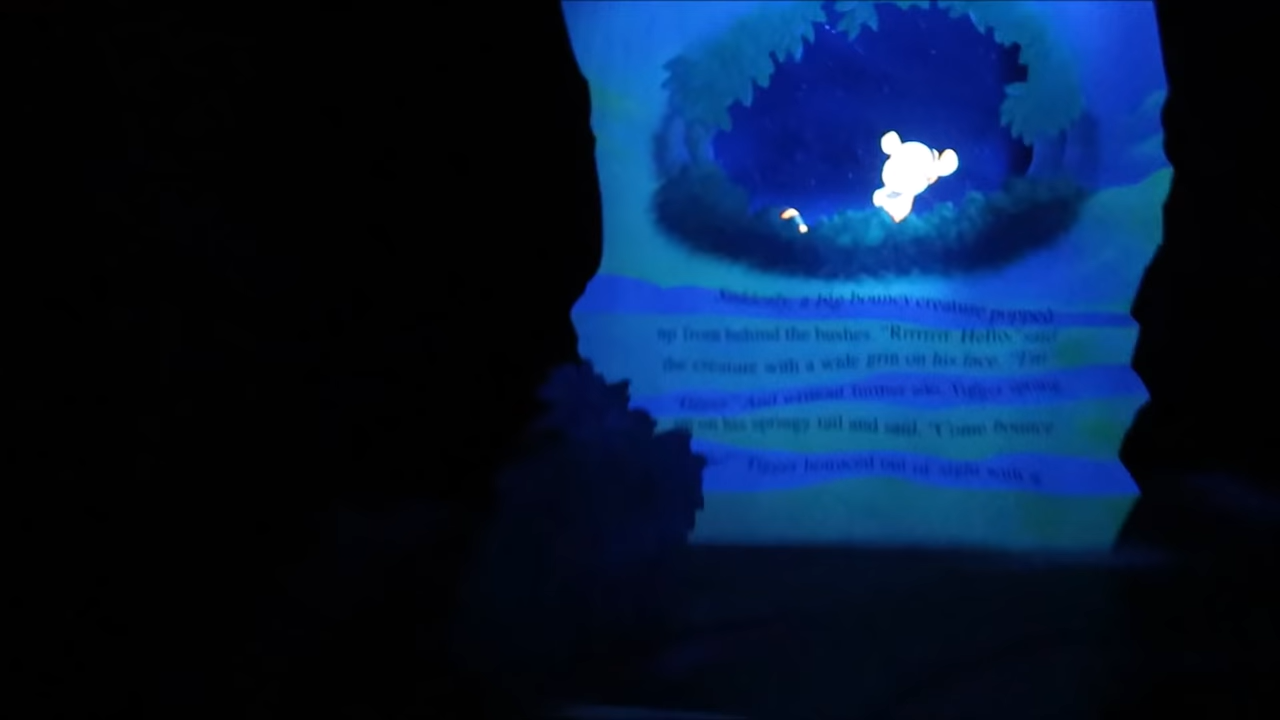 Suddenly, a big bouncy creature popped
up from behind the bushes. "Rrrrrrr Hello," said
the creature with a wide grin on his face. "I'm
Tigger." And without further ado, Tigger sprung
up on his springy tail and said, "Come bounce
Tigger bounced out of sight with a